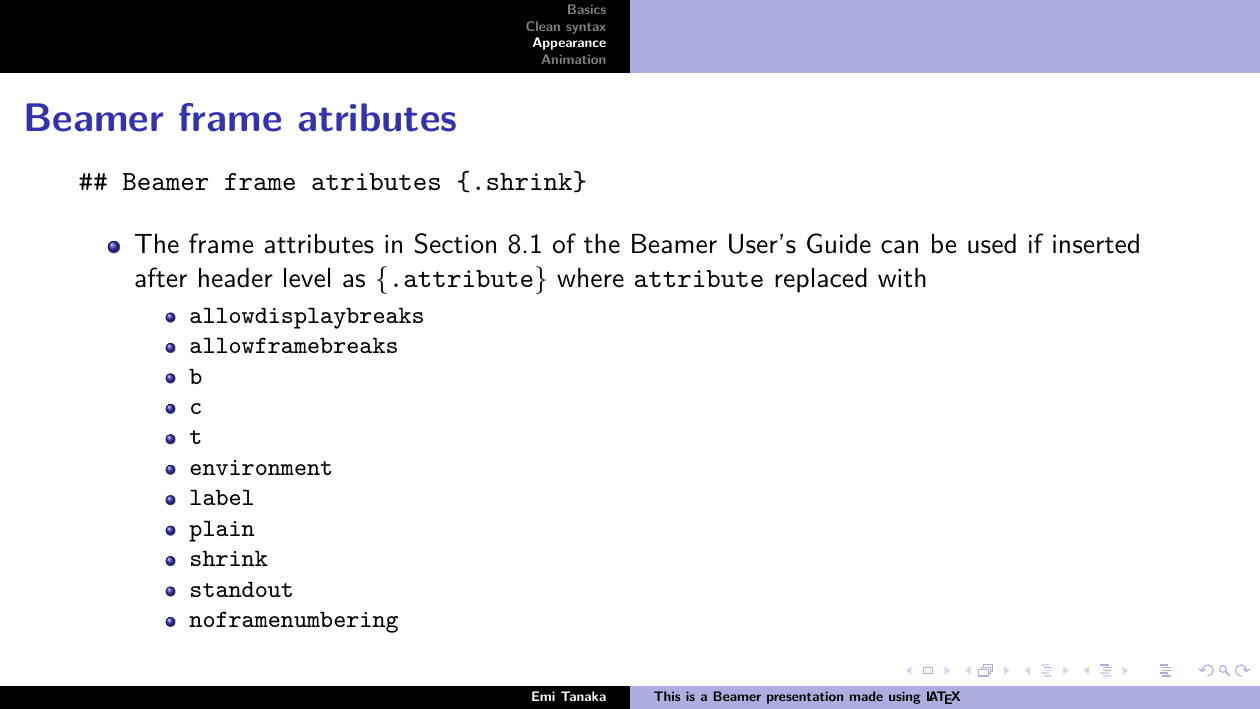 Basics
Clean syntax
Appearance
Animation
Beamer frame atributes
## Beamer frame atributes {.shrink}
The frame attributes in Section 8.1 of the Beamer User's Guide can be used if inserted
after header level as {.attribute} where attribute replaced with
allowdisplaybreaks
allowframebreaks
b
c
t
environment
label
plain
shrink
standout
noframenumbering
Emi Tanaka
This is a Beamer presentation made using LATEX